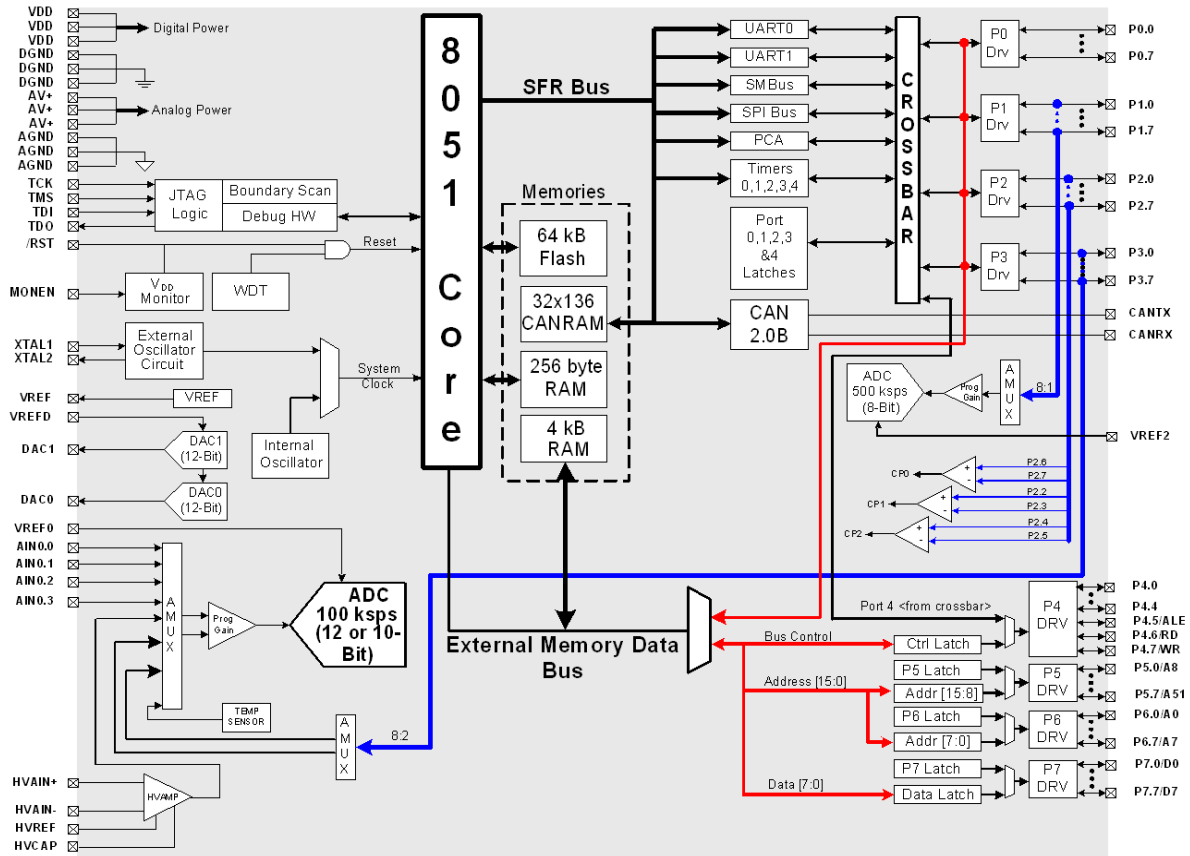 VDD
VDD
VDD
DGND
DGND
DGND
AV+
AV+
AV+
AGND
AGND
AGND
TCK
TMS
TDI
TDO
/RST
MONEN
XTAL1
XTAL2
VREF
VREFD
DAC1
DAC0
VREF0
AIN0.0
AIN0.1
AIN0.2
AIN0.3
HVAIN+
HVAIN-
HVREF
HVCAP
Digital Power
Analog Power
JTAG
Logic
Boundary Scan
Debug HW
Reset
VDD
Monitor
WDT
External
Oscillator
Circuit
System
Clock
VREF
Internal
Oscillator
DAC1
(12-Bit)
DAC0
(12-Bit)
AMUX
Prog
Gain
ADC
100 ksps
(12 or 10-
Bit)
TEMP
SENSOR
AMUX
8:2
HVAMP
8051 Core
SFR Bus
Memories
64 kB
Flash
32x136
CANRAM
256 byte
RAM
4 kB
RAM
External Memory Data
Bus
UART0
UART1
SMBus
SPI Bus
PCA
Timers
0,1,2,3,4
Port
0,1,2,3
&4
Latches
CAN
2.0B
CROSSBAR
P0
Drv
P1
Drv
P2
Drv
P3
Drv
P0.0
P0.7
P1.0
P1.7
P2.0
P2.7
P3.0
P3.7
CANTX
CANRX
VREF2
ADC
500 ksps
(8-Bit)
Prog
Gain
AMUX
8:1
CP0
+
-
P2.6
P2.7
CP1
+
-
P2.2
P2.3
CP2
+
-
P2.4
P2.5
Port 4 <from crossbar>
Bus Control
Address [15:0]
Data [7:0]
Ctrl Latch
P5 Latch
Addr [15:8]
P6 Latch
Addr [7:0]
P7 Latch
Data Latch
P4
DRV
P5
DRV
P6
DRV
P7
DRV
P4.0
P4.4
P4.5/ALE
P4.6/RD
P4.7/WR
P5.0/A8
P5.7/A51
P6.0/A0
P6.7/A7
P7.0/D0
P7.7/D7